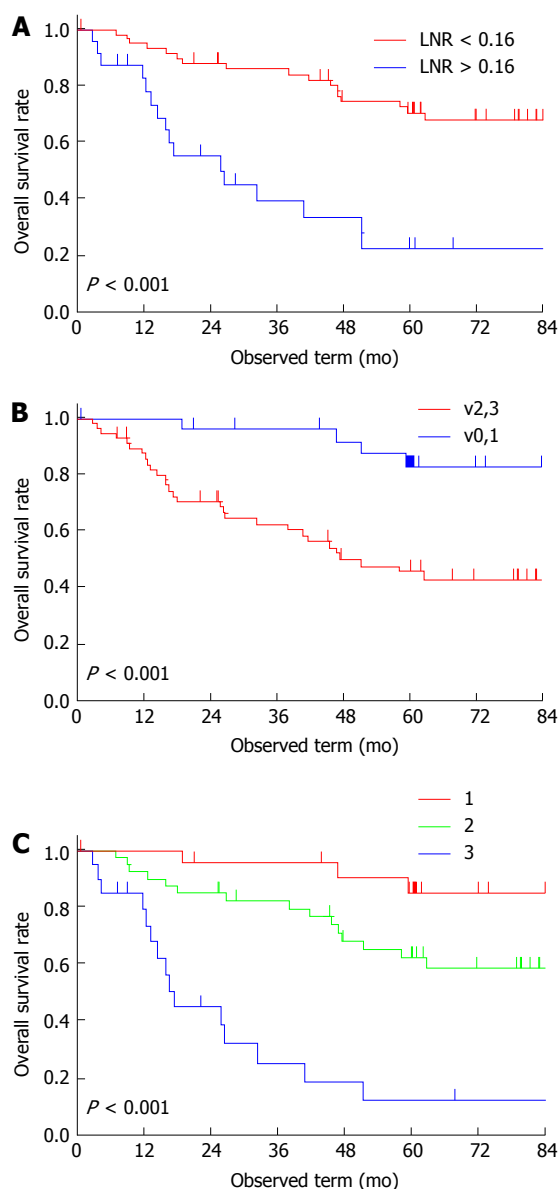 A
LNR < 0.16
LNR > 0.16
Overall survival rate
1.0
0.8
0.6
0.4
0.2
0.0
P < 0.001
0 12 24 36 48 60 72 84
Observed term (mo)
B
v2,3
v0,1
Overall survival rate
1.0
0.8
0.6
0.4
0.2
0.0
P < 0.001
0 12 24 36 48 60 72 84
Observed term (mo)
C
1
2
3
Overall survival rate
1.0
0.8
0.6
0.4
0.2
0.0
P < 0.001
0 12 24 36 48 60 72 84
Observed term (mo)